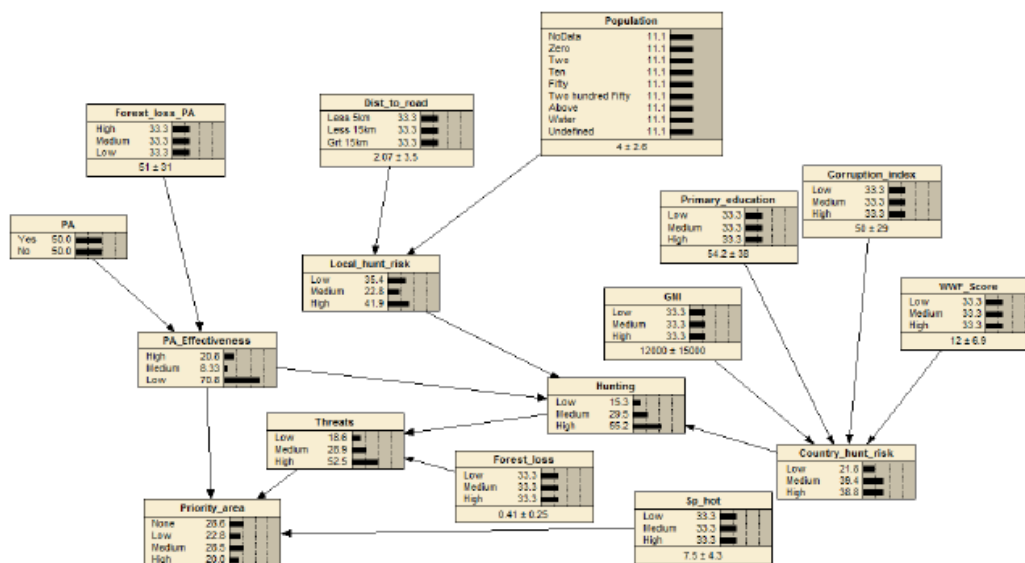 Population
NoData 11.1
Zero 11.1
Two 11.1
Ten 11.1
Fifty 11.1
Two hundred Fifty 11.1
Above 11.1
Water 11.1
Undefined 11.1
4 ± 2.6
Forest_loss_PA
High 33.3
Medium 33.3
Low 33.3
51 ± 31
Dist_to_road
Less 5km 33.3
Less 15km 33.3
Grt 15km 33.3
2.07 ± 3.5
Corruption_index
Low 33.3
Medium 33.3
High 33.3
50 ± 29
Primary_education
Low 33.3
Medium 33.3
High 33.3
54.2 ± 38
PA
Yes 50.0
No 50.0
Local_hunt_risk
Low 35.4
Medium 22.8
High 41.9
WWF_Score
Low 33.3
Medium 33.3
High 33.3
12 ± 6.9
GNI
Low 33.3
Medium 33.3
High 33.3
12000 ± 15000
PA_Effectiveness
High 20.8
Medium 8.33
Low 70.8
Hunting
Low 15.3
Medium 29.5
High 55.2
Threats
Low 18.6
Medium 28.9
High 52.5
Country_hunt_risk
Low 21.8
Medium 39.4
High 38.8
Forest_loss
Low 33.3
Medium 33.3
High 33.3
0.41 ± 0.25
Priority_area
None 28.6
Low 22.8
Medium 28.5
High 20.0
Sp_hot
Low 33.3
Medium 33.3
High 33.3
7.5 ± 4.3